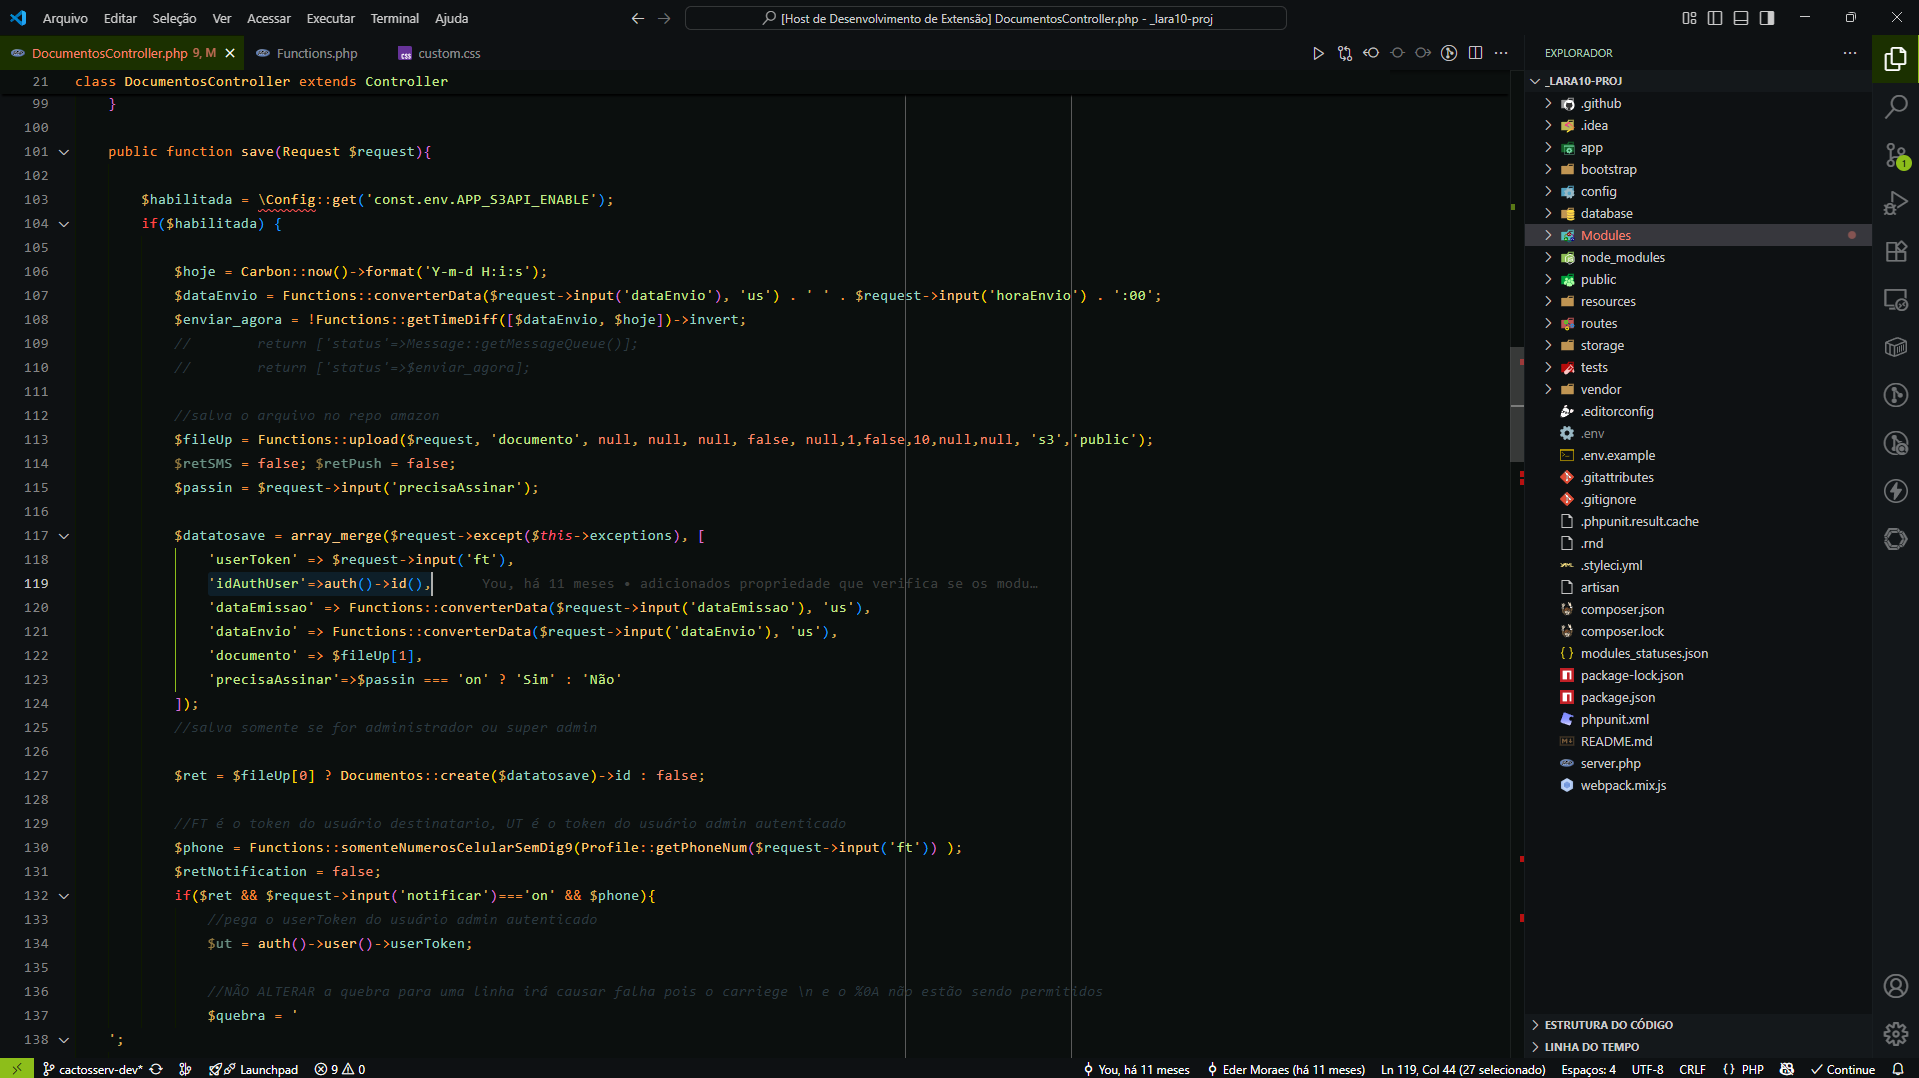 Arquivo Editar Seleção Ver Acessar Executar Terminal Ajuda
[Host de Desenvolvimento de Extensão] DocumentosController.php - _lara10-proj
DocumentosController.php 9, M
Functions.php
custom.css
21 class DocumentosController extends Controller
99 }
100
101 public function save(Request $request){
102
103 $habilitada = \Config::get('const.env.APP_S3API_ENABLE');
104 if($habilitada) {
105
106 $hoje = Carbon::now()->format('Y-m-d H:i:s');
107 $dataEnvio = Functions::converterData($request->input('dataEnvio'), 'us') . ' ' . $request->input('horaEnvio') . ':00';
108 $enviar_agora = !Functions::getTimeDiff([$dataEnvio, $hoje])->invert;
109 // return ['status'=>Message::getMessageQueue()];
110 // return ['status'=>$enviar_agora];
111
112 //salva o arquivo no repo amazon
113 $fileUp = Functions::upload($request, 'documento', null, null, null, false, null,1,false,10,null,null, 's3','public');
114 $retSMS = false; $retPush = false;
115 $passin = $request->input('precisaAssinar');
116
117 $datatosave = array_merge($request->except($this->exceptions), [
118 'userToken' => $request->input('ft'),
119 'idAuthUser'=>auth()->id(), You, há 11 meses • adicionados propriedade que verifica se os modu…
120 'dataEmissao' => Functions::converterData($request->input('dataEmissao'), 'us'),
121 'dataEnvio' => Functions::converterData($request->input('dataEnvio'), 'us'),
122 'documento' => $fileUp[1],
123 'precisaAssinar'=>$passin === 'on' ? 'Sim' : 'Não'
124 ]);
125 //salva somente se for administrador ou super admin
126
127 $ret = $fileUp[0] ? Documentos::create($datatosave)->id : false;
128
129 //FT é o token do usuário destinatario, UT é o token do usuário admin autenticado
130 $phone = Functions::somenteNumerosCelularSemDig9(Profile::getPhoneNum($request->input('ft')) );
131 $retNotification = false;
132 if($ret && $request->input('notificar')==='on' && $phone){
133 //pega o userToken do usuário admin autenticado
134 $ut = auth()->user()->userToken;
135
136 //NÃO ALTERAR a quebra para uma linha irá causar falha pois o carriege \n e o %0A não estão sendo permitidos
137 $quebra = '
138 ';
EXPLORADOR
_LARA10-PROJ
.github
.idea
app
bootstrap
config
database
Modules
node_modules
public
resources
routes
storage
tests
vendor
.editorconfig
.env
.env.example
.gitattributes
.gitignore
.phpunit.result.cache
.rnd
.styleci.yml
artisan
composer.json
composer.lock
modules_statuses.json
package-lock.json
package.json
phpunit.xml
README.md
server.php
webpack.mix.js
ESTRUTURA DO CÓDIGO
LINHA DO TEMPO
1
cactosserv-dev* Launchpad 9 0
You, há 11 meses Eder Moraes (há 11 meses) Ln 119, Col 44 (27 selecionado) Espaços: 4 UTF-8 CRLF { } PHP Continue